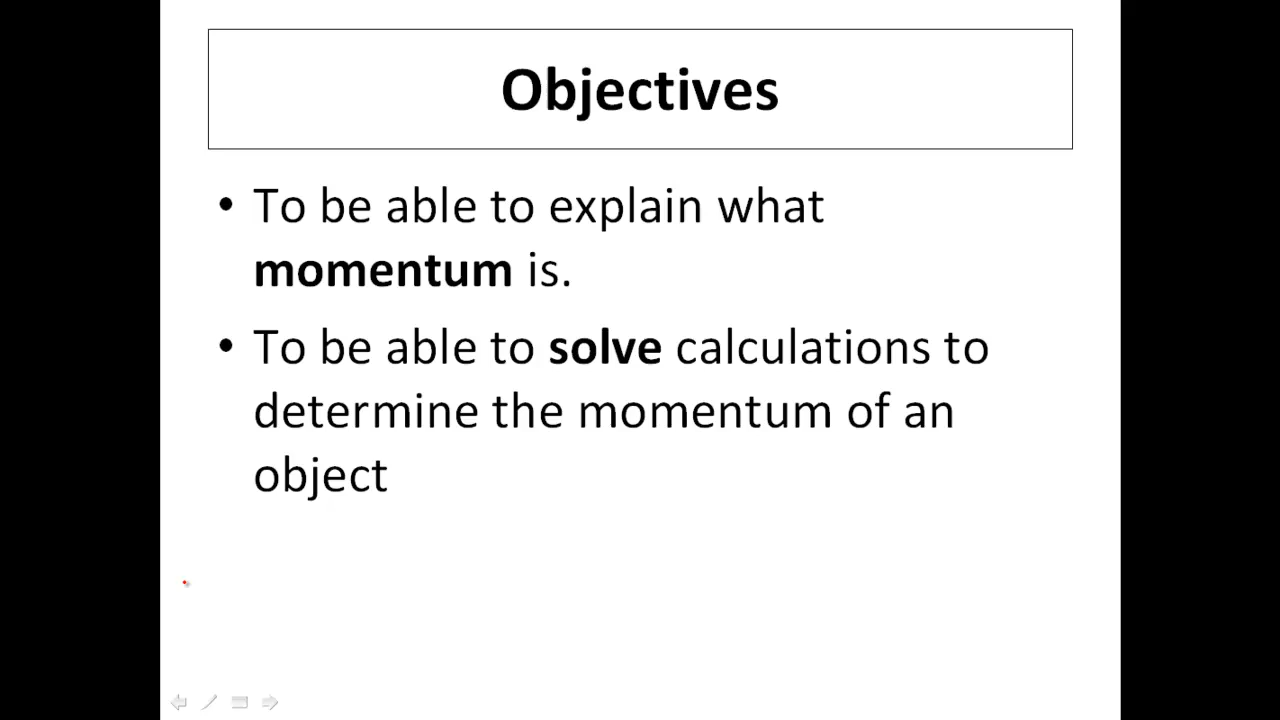 Objectives
• To be able to explain what
momentum is.
• To be able to solve calculations to
determine the momentum of an
object